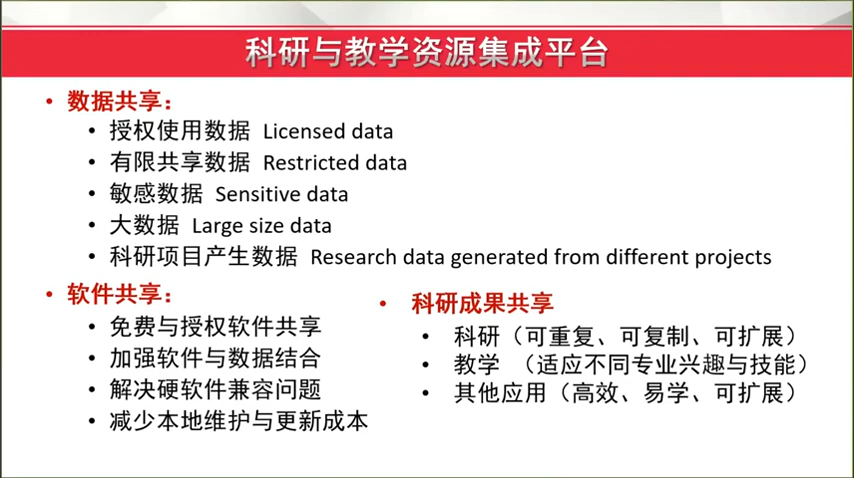 科研与教学资源集成平台
• 数据共享：
• 授权使用数据 Licensed data
• 有限共享数据 Restricted data
• 敏感数据 Sensitive data
• 大数据 Large size data
• 科研项目产生数据 Research data generated from different projects
• 软件共享：
• 免费与授权软件共享
• 加强软件与数据结合
• 解决硬软件兼容问题
• 减少本地维护与更新成本
• 科研成果共享
• 科研（可重复、可复制、可扩展）
• 教学 （适应不同专业兴趣与技能）
• 其他应用（高效、易学、可扩展）